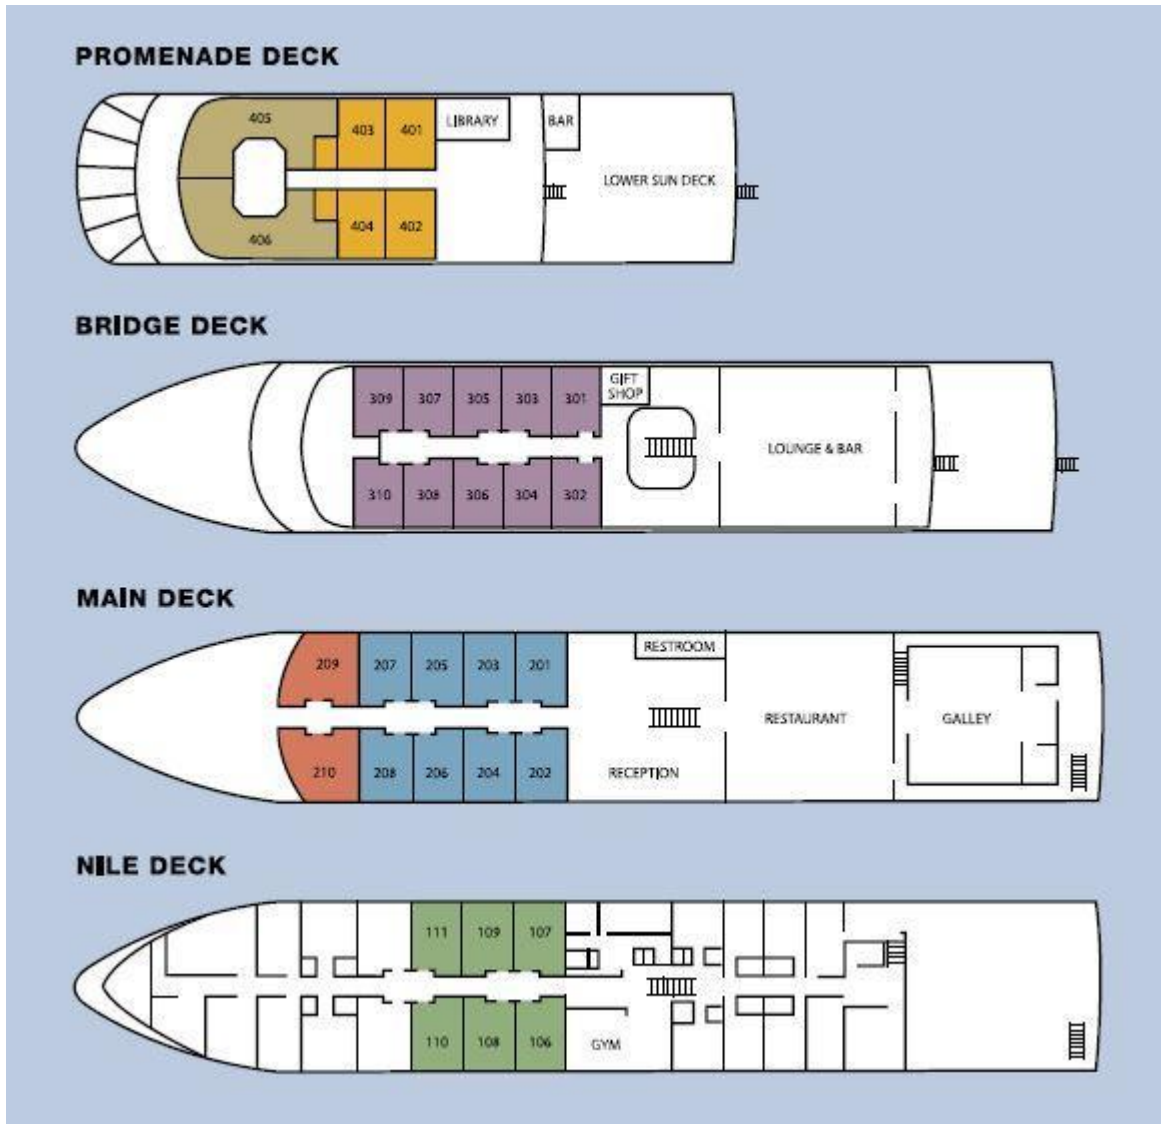 PROMENADE DECK
405
403
401
LIBRARY
BAR
LOWER SUN DECK
406
404
402
BRIDGE DECK
309
307
305
303
301
GIFT
SHOP
LOUNGE & BAR
310
308
306
304
302
MAIN DECK
209
207
205
203
201
RESTROOM
RESTAURANT
GALLEY
210
208
206
204
202
RECEPTION
NILE DECK
111
109
107
110
108
106
GYM